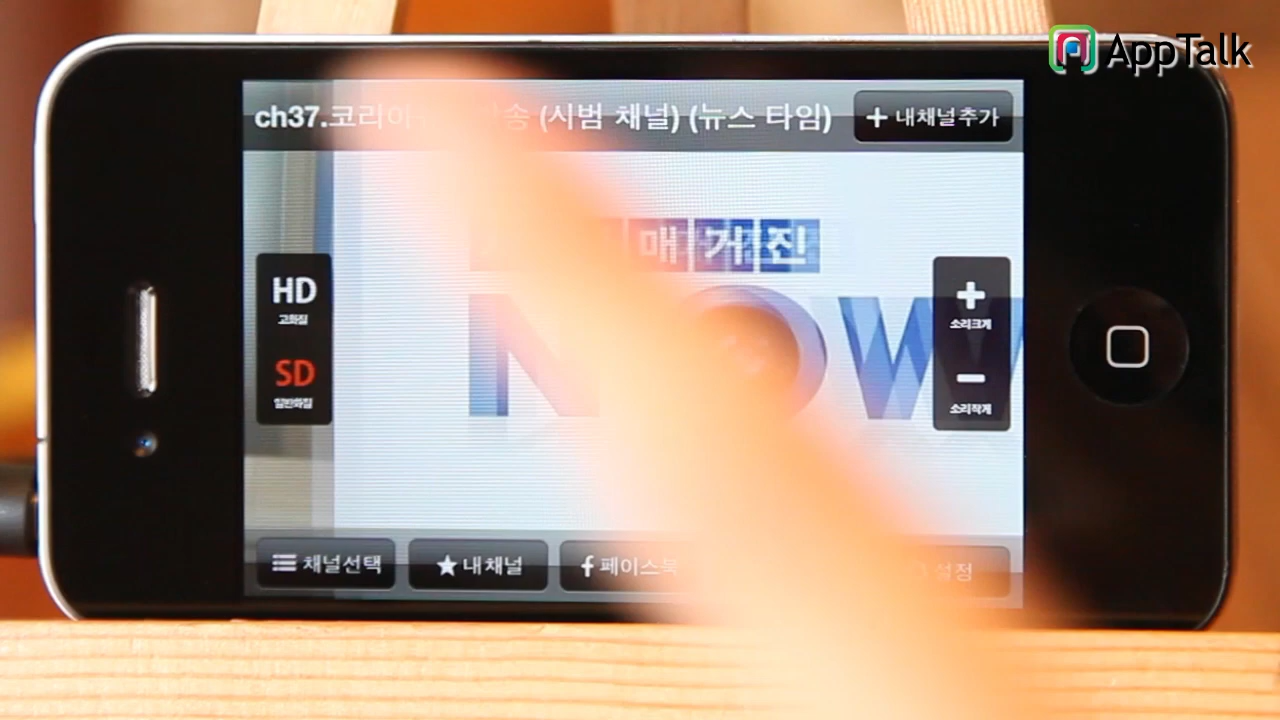 AppTalk
ch37.코리아 송 (시범 채널) (뉴스 타임)
+ 내채널추가
매거진
NOW
HD
고화질
SD
일반화질
+
소리크게
-
소리작게
채널선택
내채널
페이스북
설정